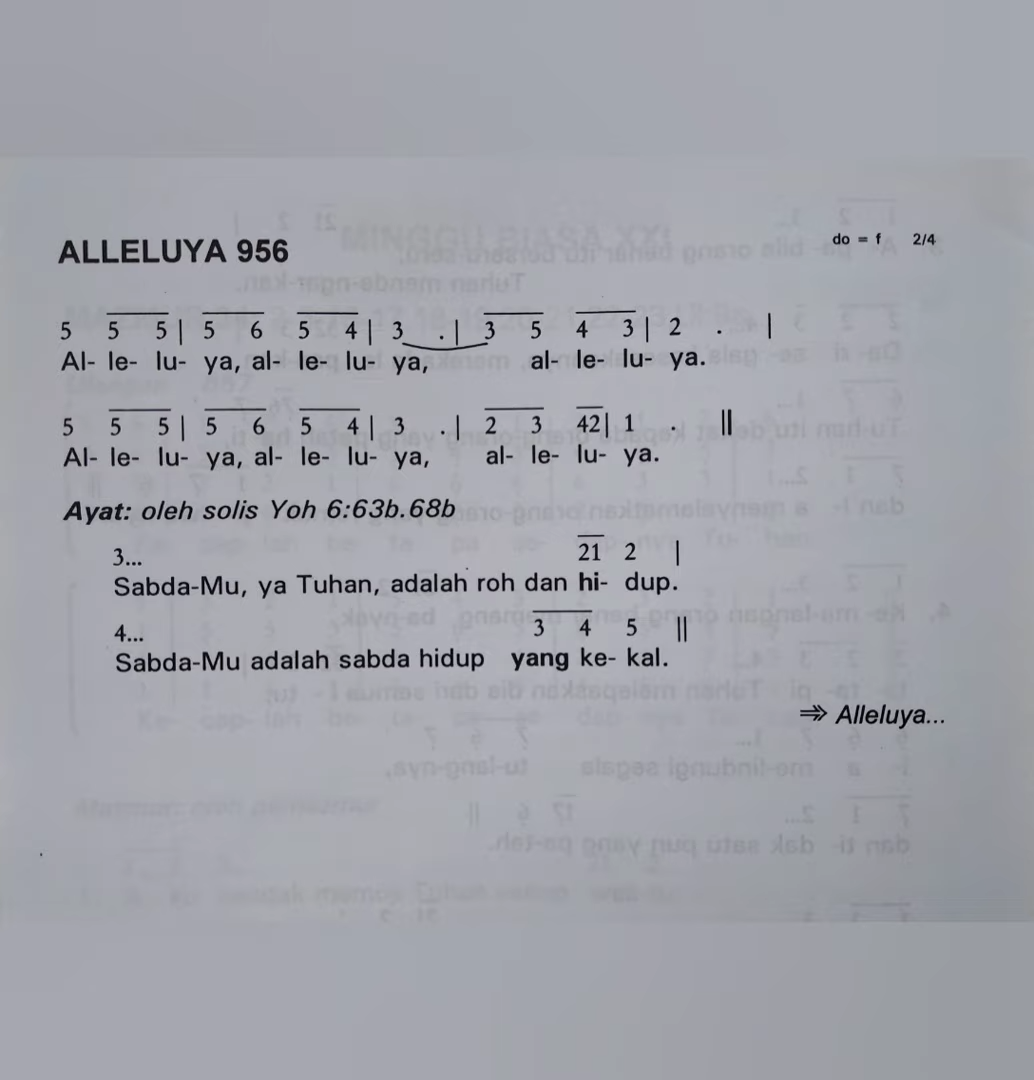 ALLELUYA 956 do = f 2/4
5 5 5 | 5 6 5 4 | 3 . | 3 5 4 3 | 2 . |
Al- le- lu- ya, al- le- lu- ya, al- le- lu- ya.
5 5 5 | 5 6 5 4 | 3 . | 2 3 42 | 1 . ||
Al- le- lu- ya, al- le- lu- ya, al- le- lu- ya.
Ayat: oleh solis Yoh 6:63b.68b
3... 21 2 |
Sabda-Mu, ya Tuhan, adalah roh dan hi- dup.
4... 3 4 5 ||
Sabda-Mu adalah sabda hidup yang ke- kal.
⇒ Alleluya...